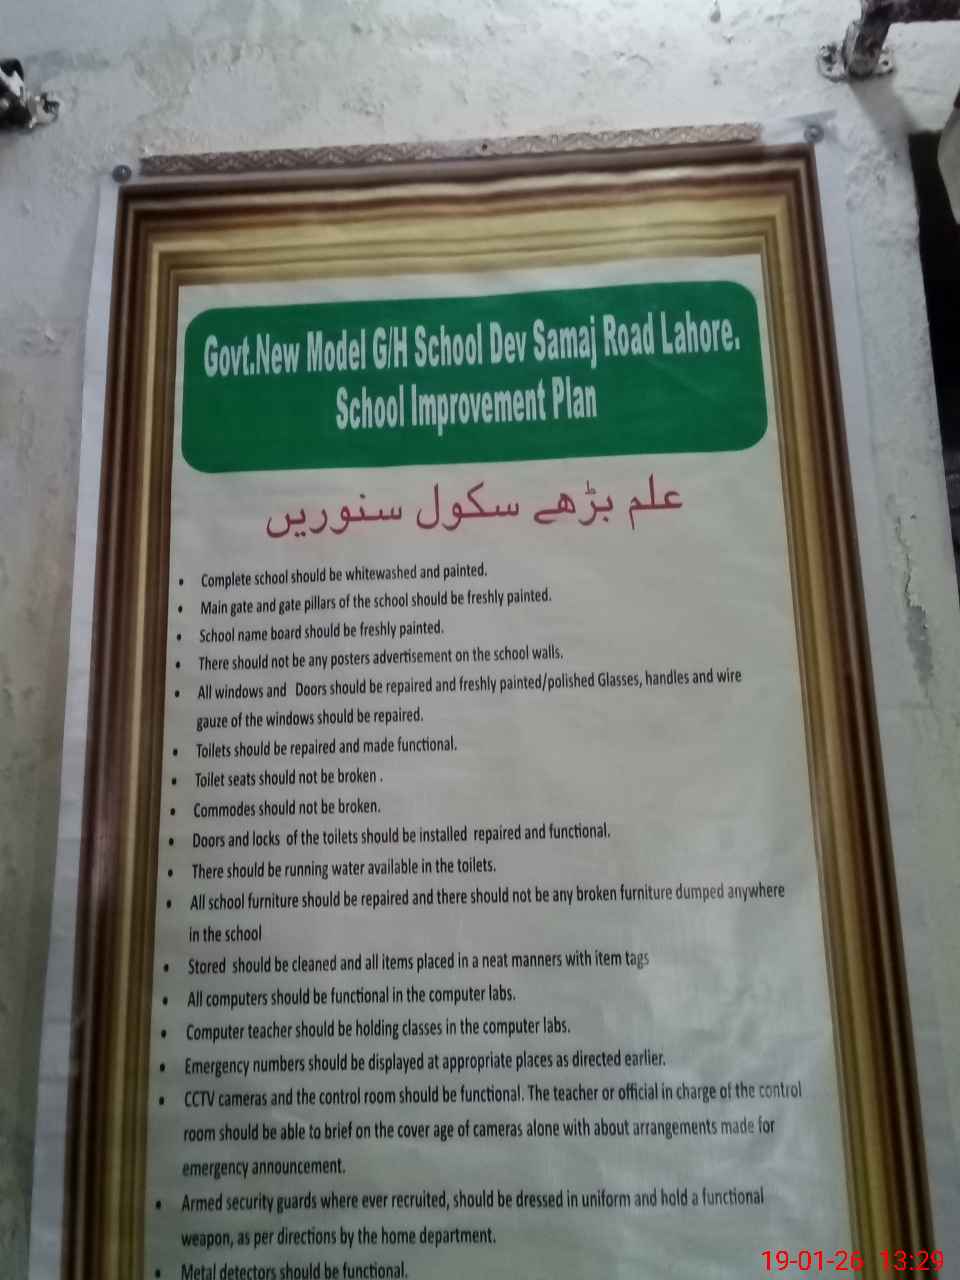 Govt.New Model G/H School Dev Samaj Road Lahore.
School Improvement Plan
علم بڑھے سکول سنوریں
• Complete school should be whitewashed and painted.
• Main gate and gate pillars of the school should be freshly painted.
• School name board should be freshly painted.
• There should not be any posters advertisement on the school walls.
• All windows and Doors should be repaired and freshly painted/polished Glasses, handles and wire
gauze of the windows should be repaired.
• Toilets should be repaired and made functional.
• Toilet seats should not be broken .
• Commodes should not be broken.
• Doors and locks of the toilets should be installed repaired and functional.
• There should be running water available in the toilets.
• All school furniture should be repaired and there should not be any broken furniture dumped anywhere
in the school
• Stored should be cleaned and all items placed in a neat manners with item tags
• All computers should be functional in the computer labs.
• Computer teacher should be holding classes in the computer labs.
• Emergency numbers should be displayed at appropriate places as directed earlier.
• CCTV cameras and the control room should be functional. The teacher or official in charge of the control
room should be able to brief on the cover age of cameras alone with about arrangements made for
emergency announcement.
• Armed security guards where ever recruited, should be dressed in uniform and hold a functional
weapon, as per directions by the home department.
• Metal detectors should be functional.
19-01-26 13:29